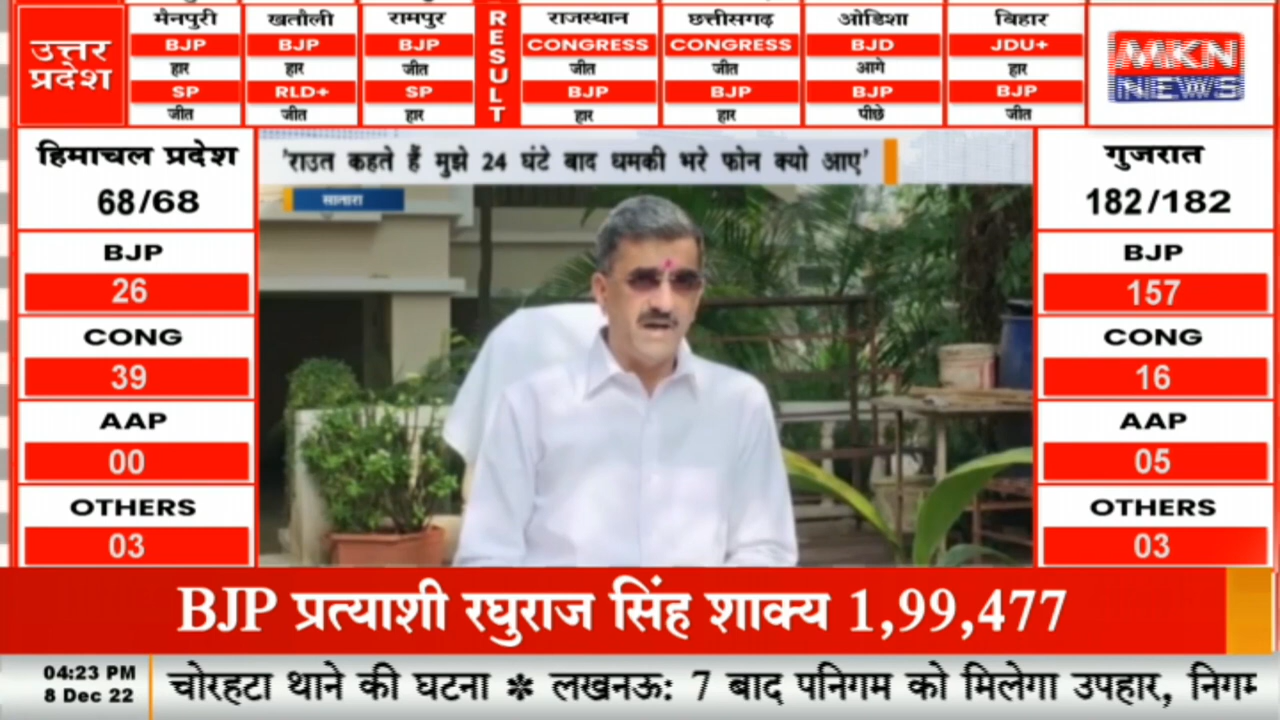 उत्तर
प्रदेश
मैनपुरी
BJP
हार
SP
जीत
खतौली
BJP
हार
RLD+
जीत
रामपुर
BJP
जीत
SP
हार
RESULT
राजस्थान
CONGRESS
जीत
BJP
हार
छत्तीसगढ़
CONGRESS
जीत
BJP
हार
ओडिशा
BJD
आगे
BJP
पीछे
बिहार
JDU+
हार
BJP
जीत
MKN
NEWS
हिमाचल प्रदेश
68/68
BJP
26
CONG
39
AAP
00
OTHERS
03
'राउत कहते हैं मुझे 24 घंटे बाद धमकी भरे फोन क्यो आए'
सातारा
गुजरात
182/182
BJP
157
CONG
16
AAP
05
OTHERS
03
BJP प्रत्याशी रघुराज सिंह शाक्य 1,99,477
04:23 PM
8 Dec 22
चोरहटा थाने की घटना * लखनऊ: 7 बाद पनिगम को मिलेगा उपहार, निगम